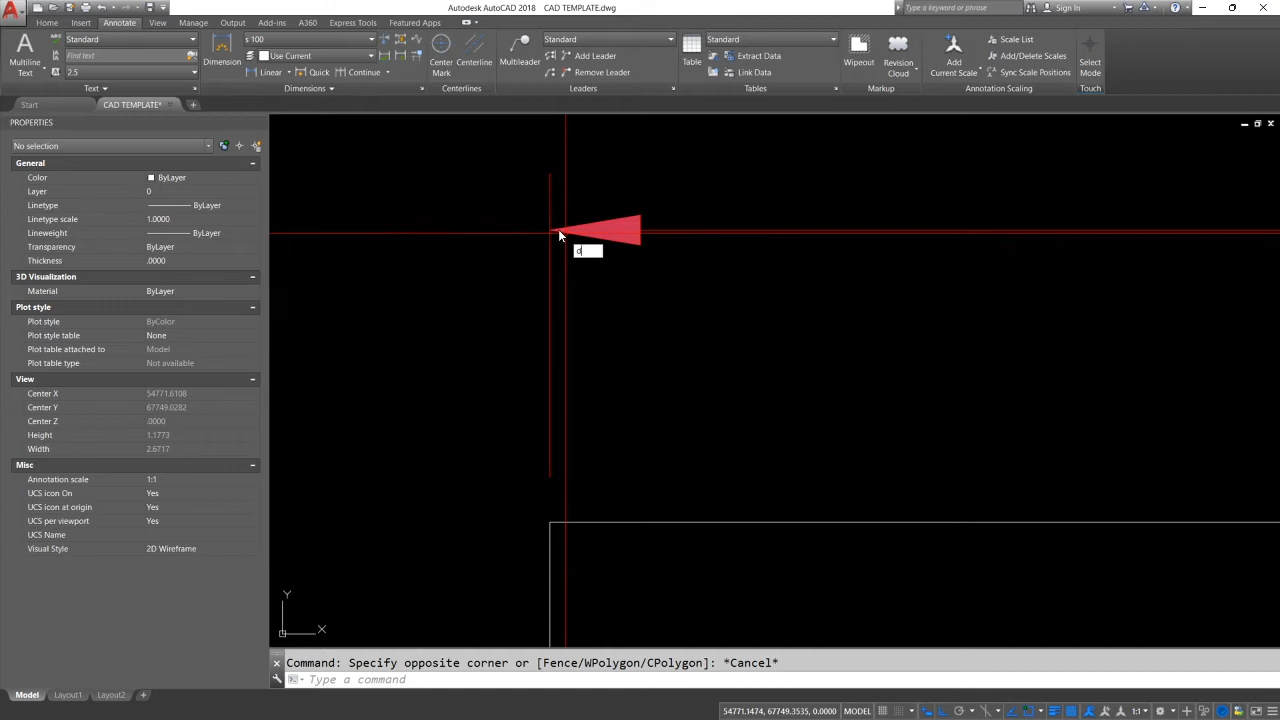 Autodesk AutoCAD 2018 CAD TEMPLATE.dwg
Type a keyword or phrase
Sign In
Home Insert Annotate View Manage Output Add-ins A360 Express Tools Featured Apps
Multiline
Text
Standard
Find text
2.5
Text
Dimension
s 100
Use Current
Linear Quick Continue
Dimensions
Center
Mark
Centerline
Centerlines
Multileader
Standard
Add Leader
Remove Leader
Leaders
Table
Standard
Extract Data
Link Data
Tables
Wipeout
Revision
Cloud
Markup
Add
Current Scale
Scale List
Add/Delete Scales
Sync Scale Positions
Annotation Scaling
Select
Mode
Touch
Start CAD TEMPLATE*
PROPERTIES
No selection
General
Color ByLayer
Layer 0
Linetype ByLayer
Linetype scale 1.0000
Lineweight ByLayer
Transparency ByLayer
Thickness .0000
3D Visualization
Material ByLayer
Plot style
Plot style ByColor
Plot style table None
Plot table attached to Model
Plot table type Not available
View
Center X 54771.6108
Center Y 67749.0282
Center Z .0000
Height 1.1773
Width 2.6717
Misc
Annotation scale 1:1
UCS icon On Yes
UCS icon at origin Yes
UCS per viewport Yes
UCS Name
Visual Style 2D Wireframe
d
Y
X
Command: Specify opposite corner or [Fence/WPolygon/CPolygon]: *Cancel*
Type a command
Model Layout1 Layout2
54771.1474, 67749.3535, 0.0000 MODEL
1:1